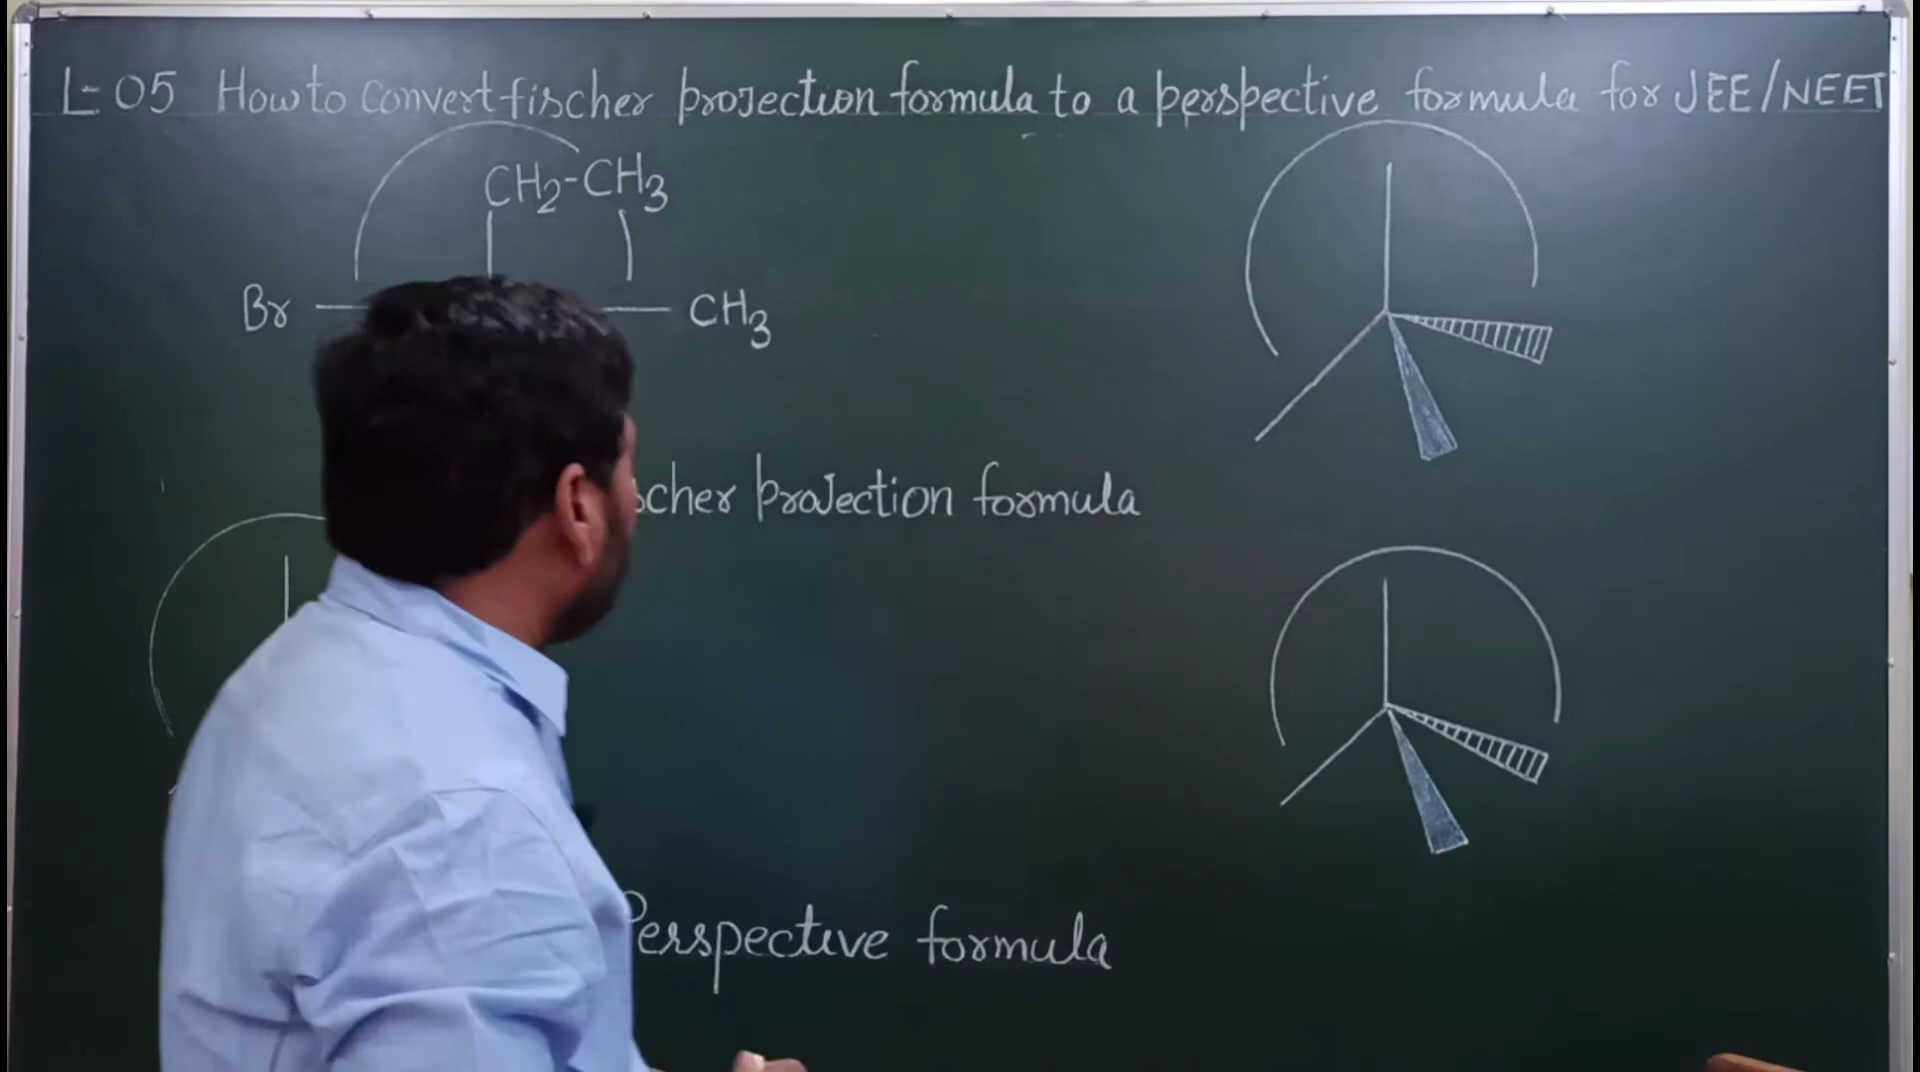 L-05 How to convert fischer projection formula to a perspective formula for JEE/NEET
CH2-CH3
Br CH3
scher projection formula
Perspective formula